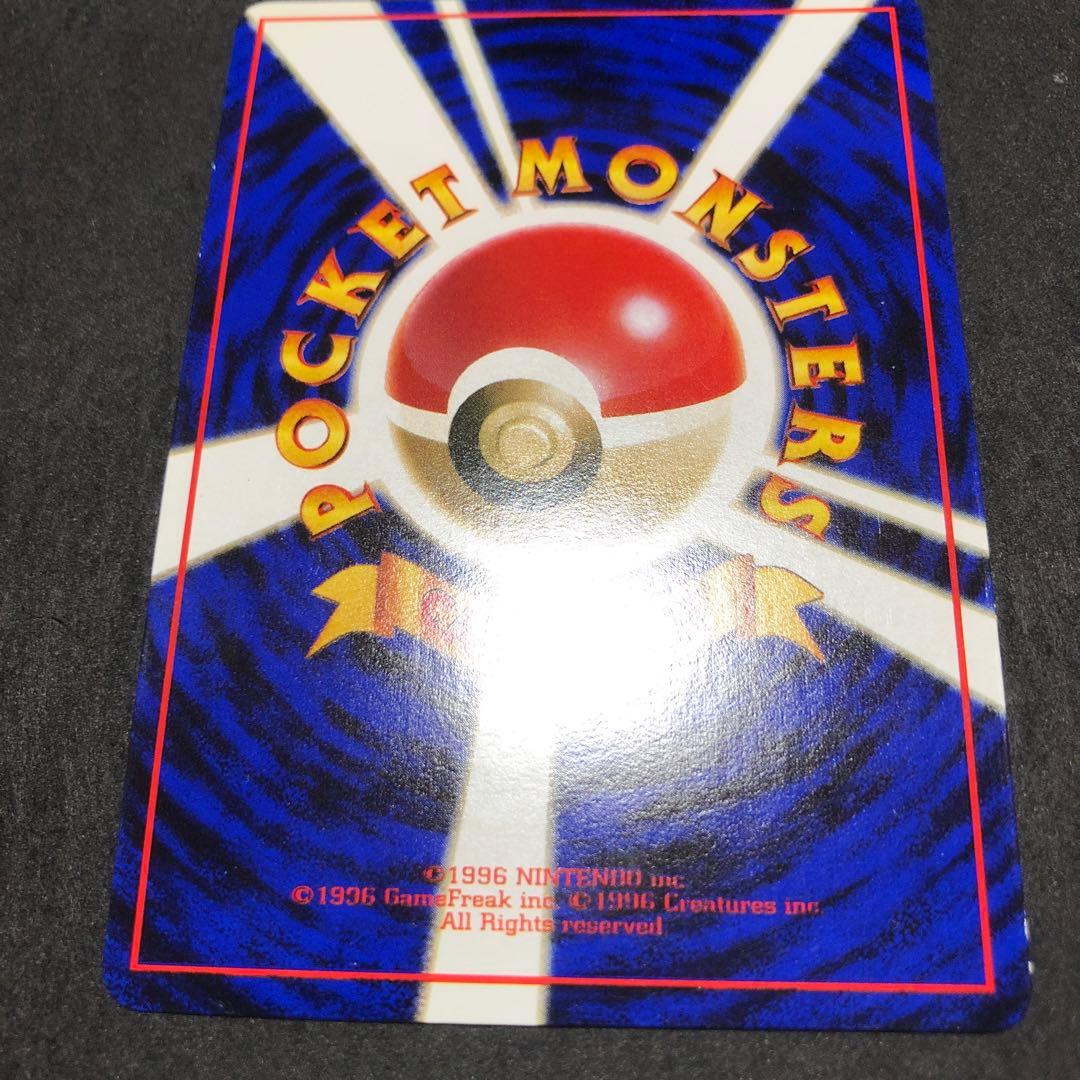 POCKET MONSTERS
©1996 NINTENDO inc
©1996 GameFreak inc. ©1996 Creatures inc.
All Rights reserved